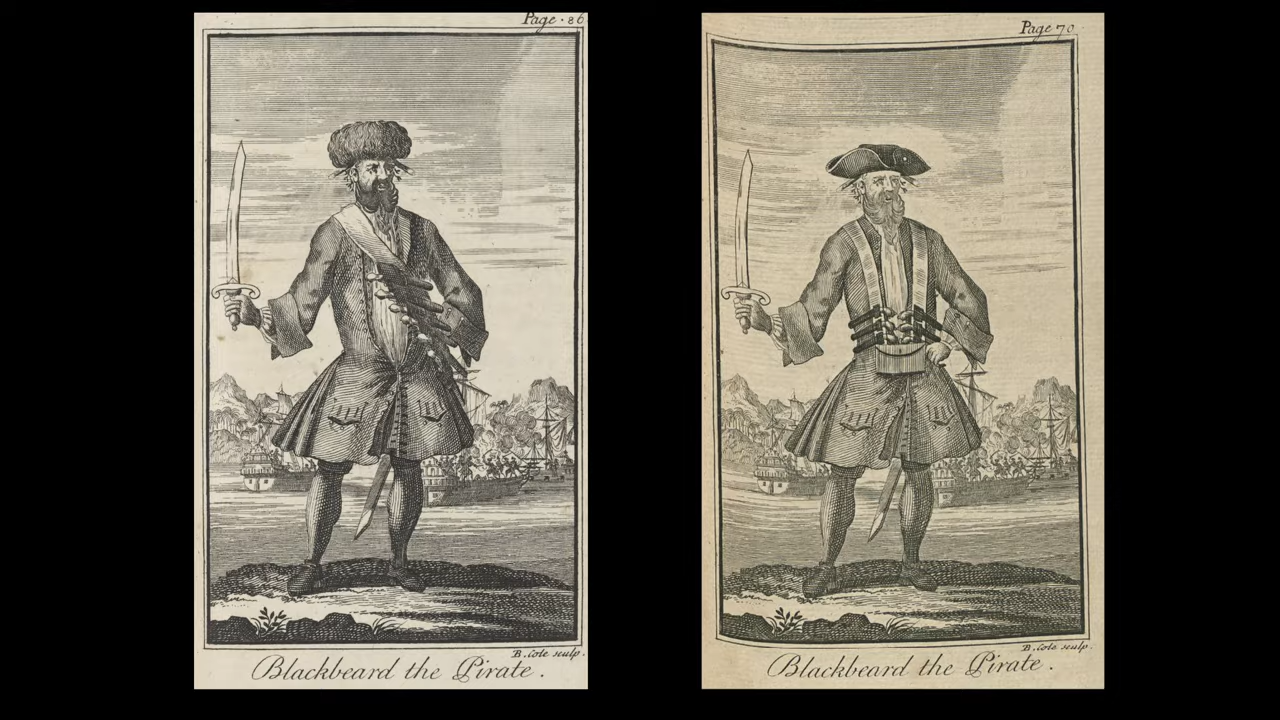 Page · 86
B. Cole sculp.
Blackbeard the Pirate .
Page 70
B. Cole sculp.
Blackbeard the Pirate .